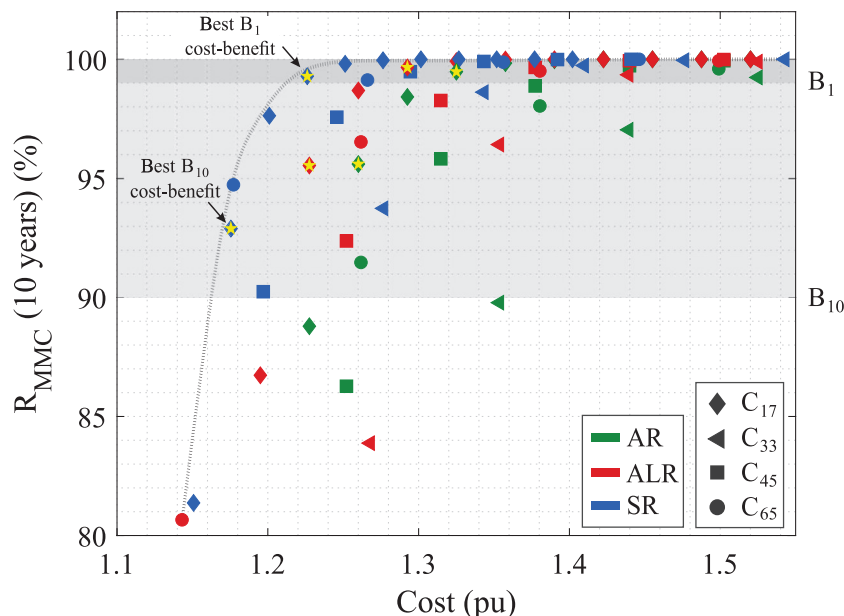 Best B₁
cost-benefit
Best B₁₀
cost-benefit
100
95
90
85
80
R_MMC (10 years) (%)
B₁
B₁₀
AR
ALR
SR
C₁₇
C₃₃
C₄₅
C₆₅
1.1 1.2 1.3 1.4 1.5
Cost (pu)